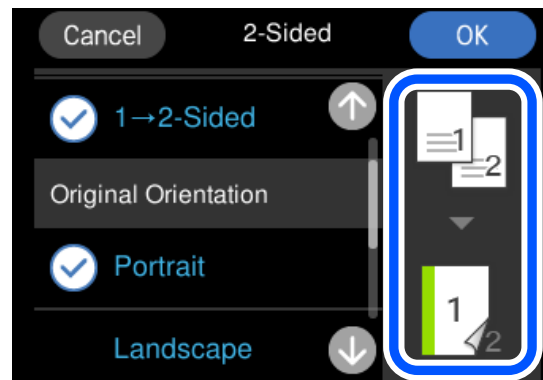 Cancel 2-Sided OK
1→2-Sided
Original Orientation
Portrait
Landscape
1
2
1
2